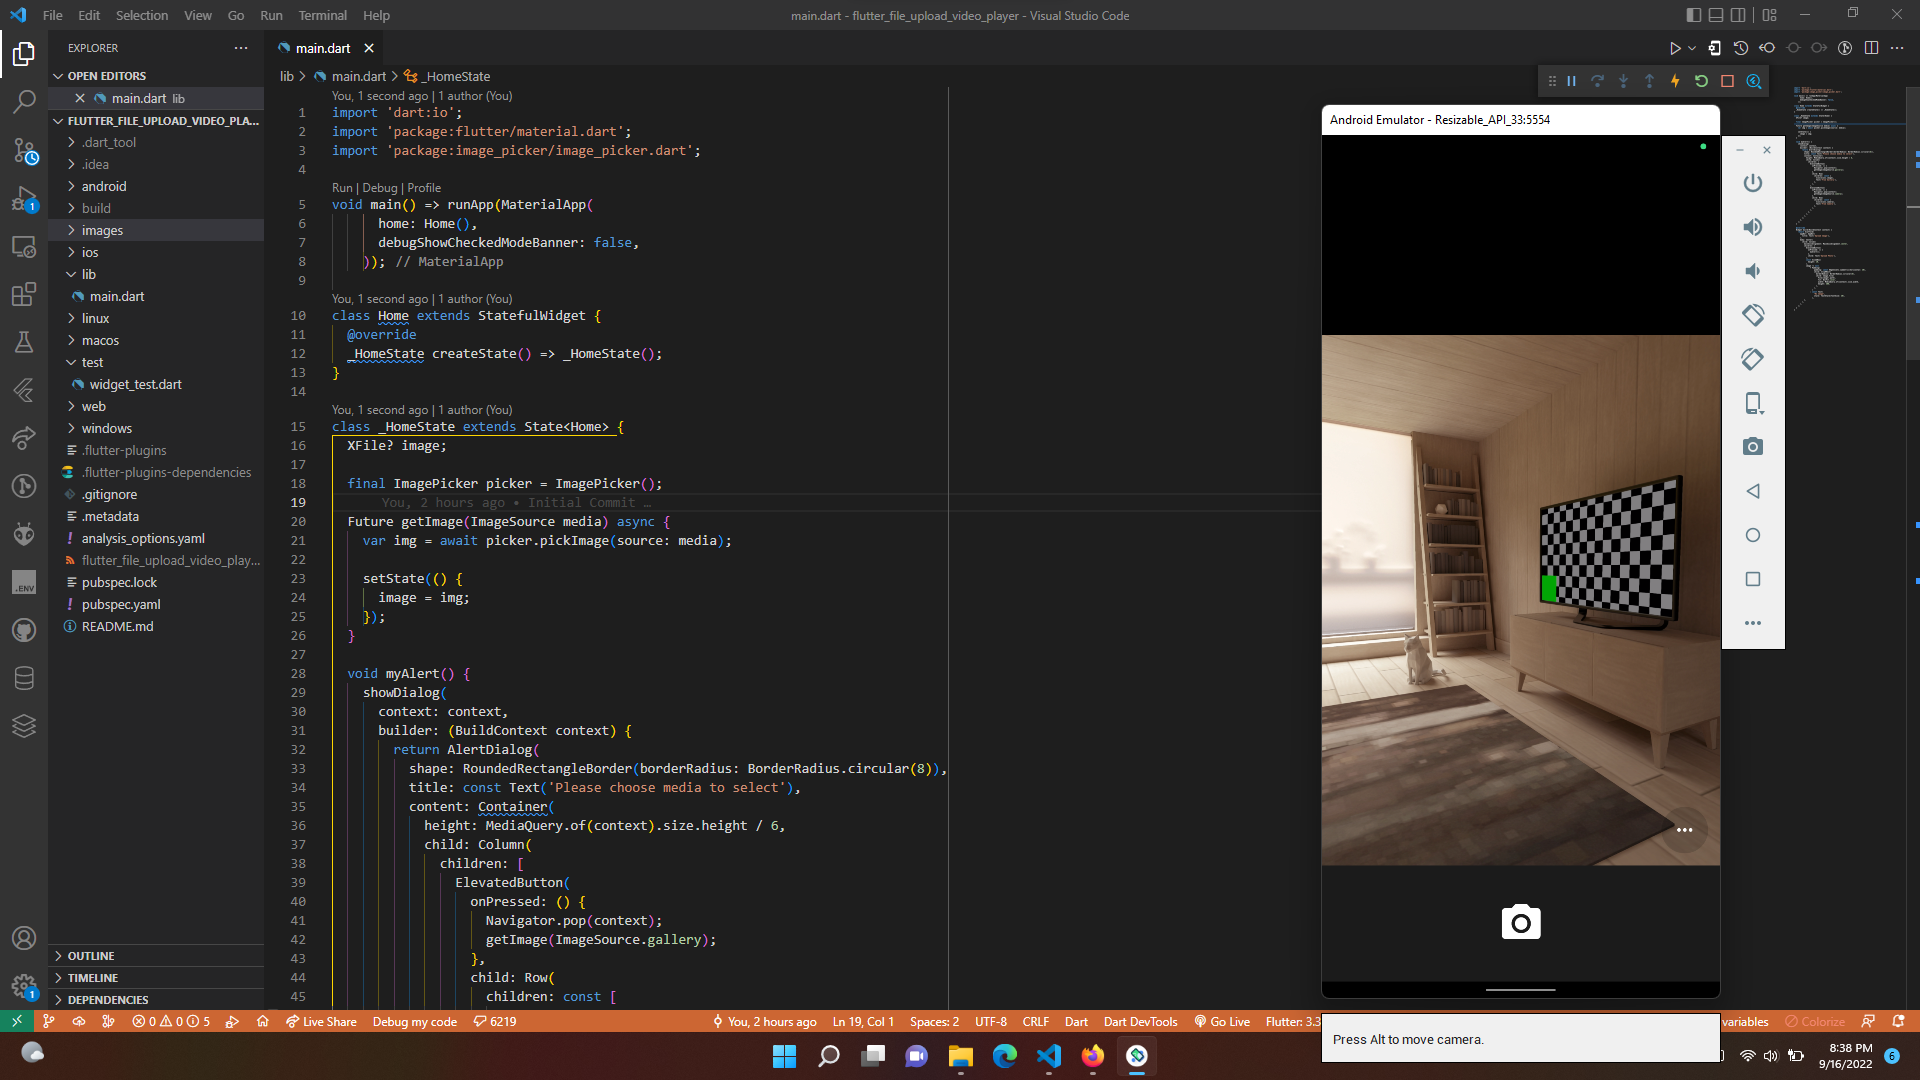 File Edit Selection View Go Run Terminal Help
main.dart - flutter_file_upload_video_player - Visual Studio Code
EXPLORER
OPEN EDITORS
main.dart lib
FLUTTER_FILE_UPLOAD_VIDEO_PLA...
.dart_tool
.idea
android
build
images
ios
lib
main.dart
linux
macos
test
widget_test.dart
web
windows
.flutter-plugins
.flutter-plugins-dependencies
.gitignore
.metadata
analysis_options.yaml
flutter_file_upload_video_play...
pubspec.lock
pubspec.yaml
README.md
OUTLINE
TIMELINE
DEPENDENCIES
1
1
.ENV
main.dart
lib > main.dart > _HomeState
You, 1 second ago | 1 author (You)
1 import 'dart:io';
2 import 'package:flutter/material.dart';
3 import 'package:image_picker/image_picker.dart';
4
Run | Debug | Profile
5 void main() => runApp(MaterialApp(
6 home: Home(),
7 debugShowCheckedModeBanner: false,
8 )); // MaterialApp
9
You, 1 second ago | 1 author (You)
10 class Home extends StatefulWidget {
11 @override
12 _HomeState createState() => _HomeState();
13 }
14
You, 1 second ago | 1 author (You)
15 class _HomeState extends State<Home> {
16 XFile? image;
17
18 final ImagePicker picker = ImagePicker();
19 You, 2 hours ago • Initial Commit …
20 Future getImage(ImageSource media) async {
21 var img = await picker.pickImage(source: media);
22
23 setState(() {
24 image = img;
25 });
26 }
27
28 void myAlert() {
29 showDialog(
30 context: context,
31 builder: (BuildContext context) {
32 return AlertDialog(
33 shape: RoundedRectangleBorder(borderRadius: BorderRadius.circular(8)),
34 title: const Text('Please choose media to select'),
35 content: Container(
36 height: MediaQuery.of(context).size.height / 6,
37 child: Column(
38 children: [
39 ElevatedButton(
40 onPressed: () {
41 Navigator.pop(context);
42 getImage(ImageSource.gallery);
43 },
44 child: Row(
45 children: const [
Android Emulator - Resizable_API_33:5554
Press Alt to move camera.
0 0 5 Live Share Debug my code 6219 You, 2 hours ago Ln 19, Col 1 Spaces: 2 UTF-8 CRLF Dart Dart DevTools Go Live Flutter: 3.3 variables Colorize
8:38 PM
9/16/2022
6